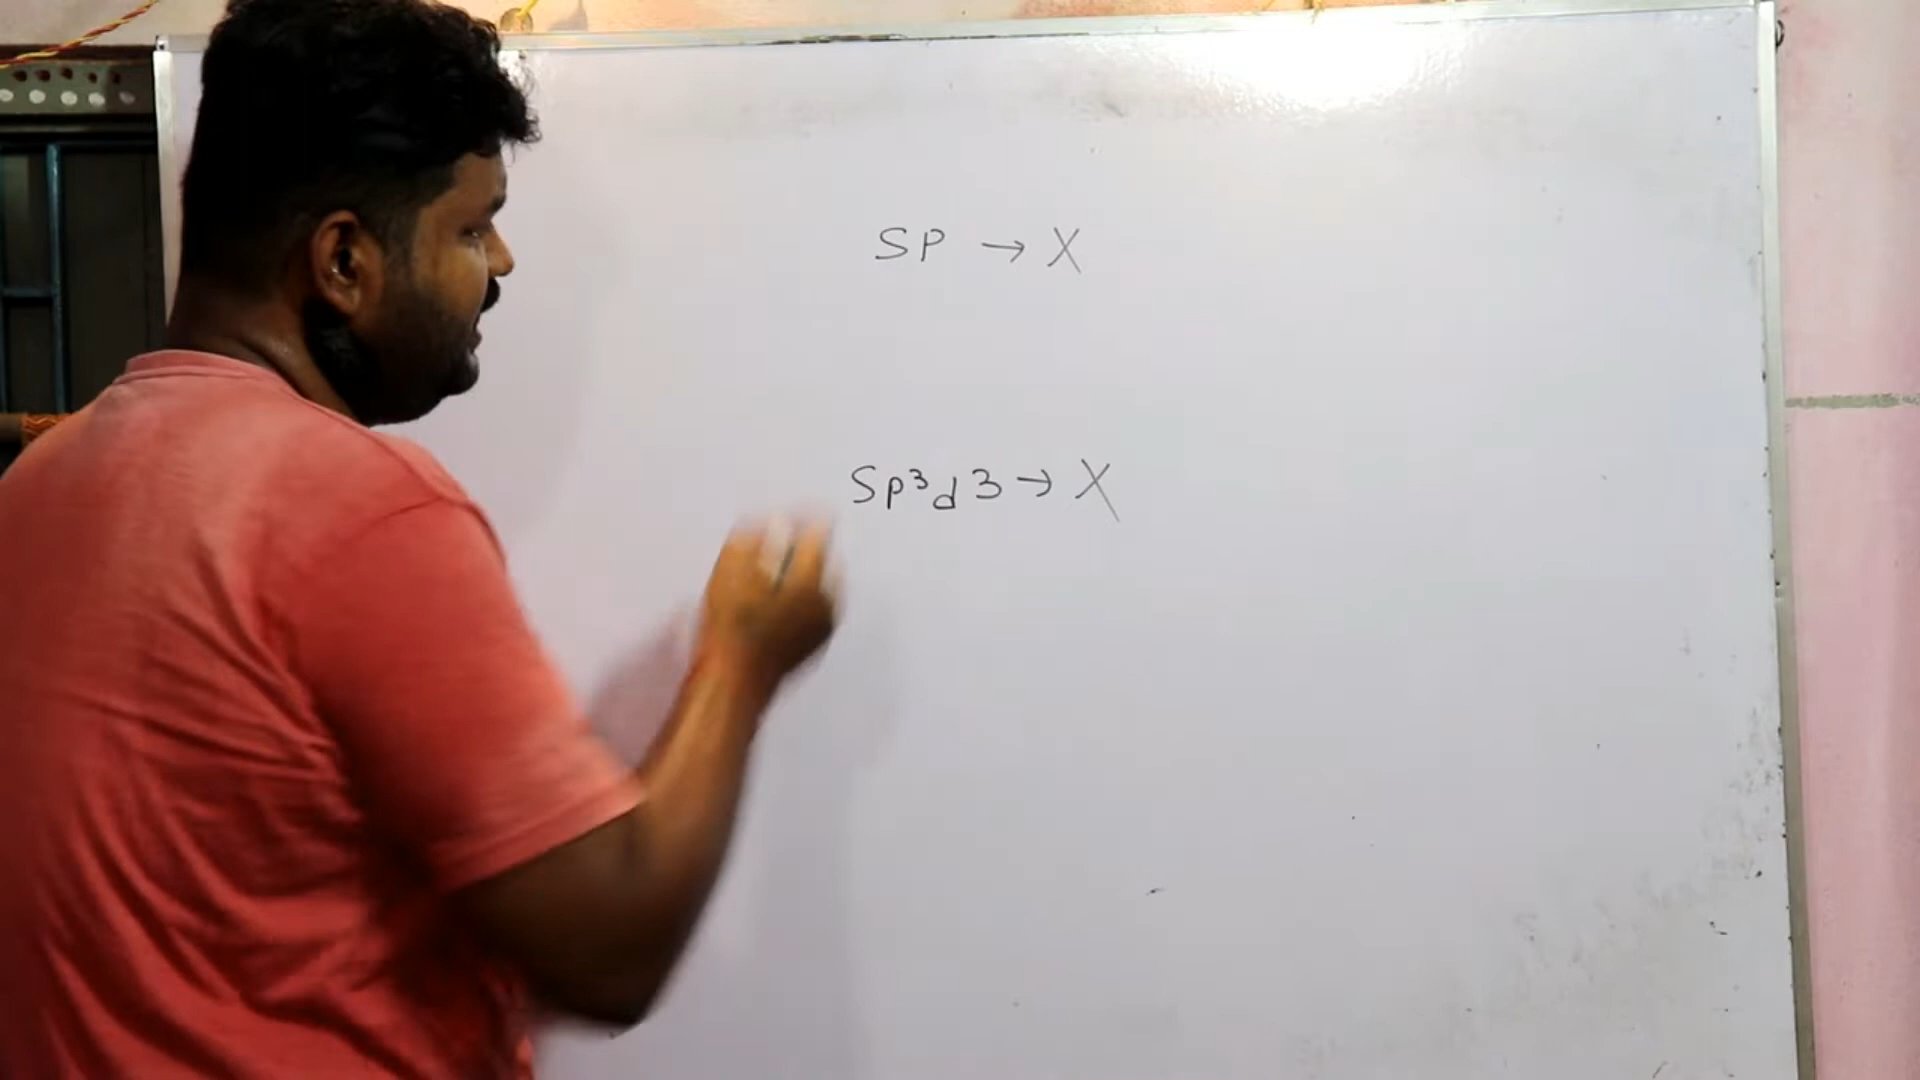 SP → X
Sp³d3 → X